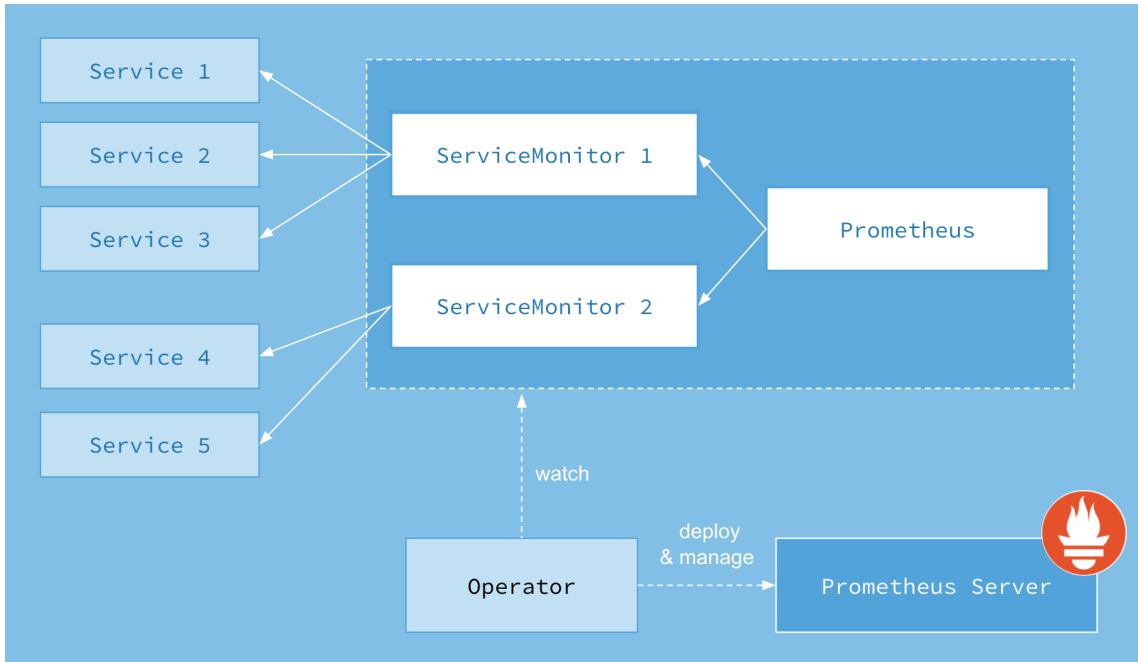 Service 1
Service 2
Service 3
Service 4
Service 5
ServiceMonitor 1
ServiceMonitor 2
Prometheus
watch
Operator
deploy
& manage
Prometheus Server